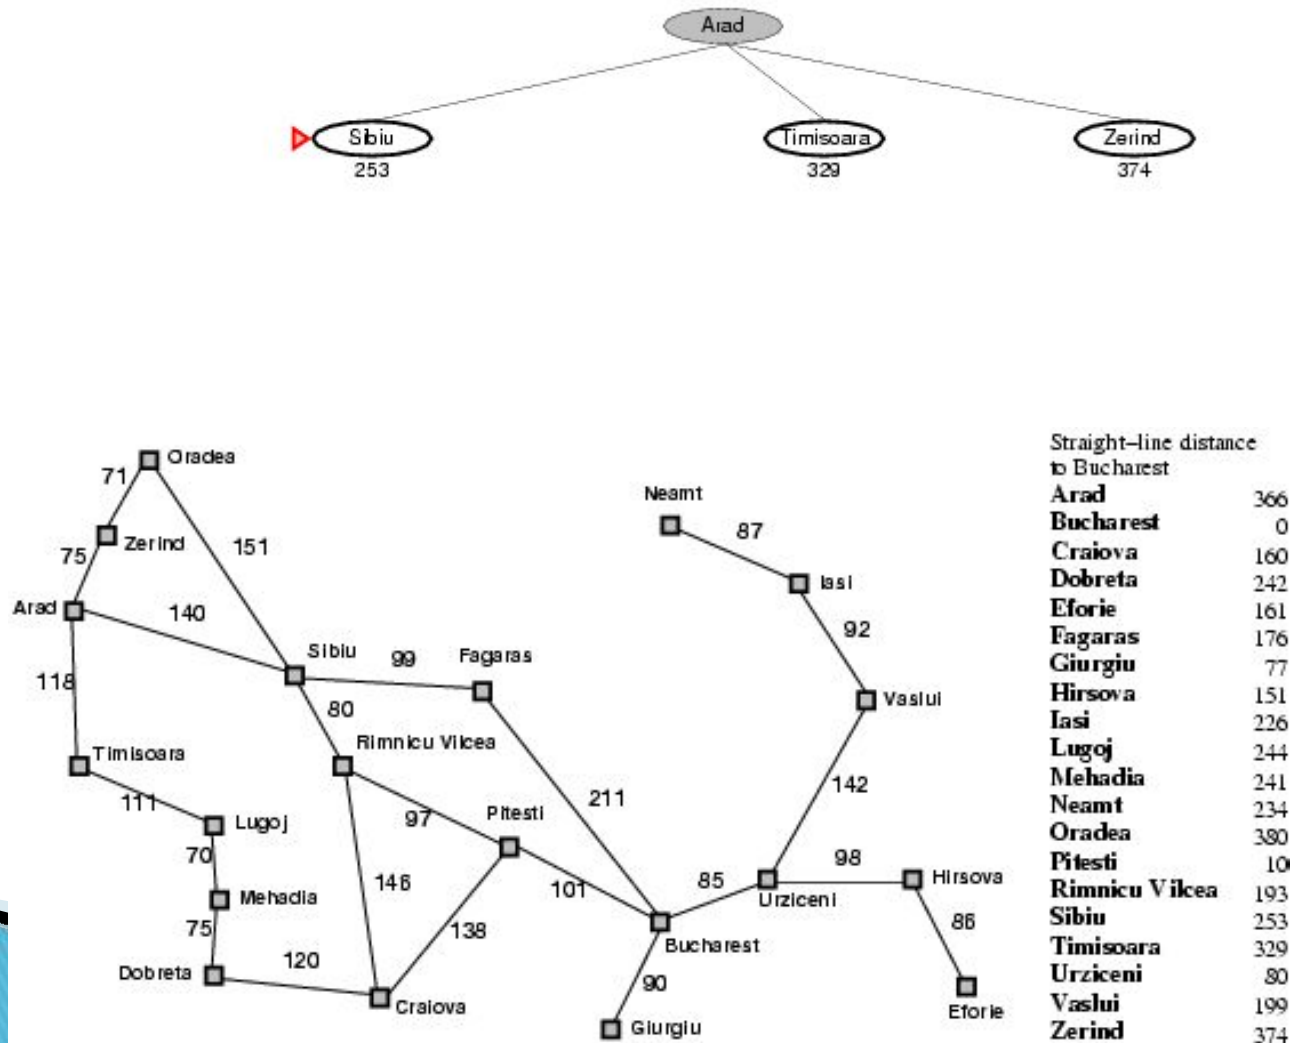 Arad
Sibiu
Timisoara
Zerind
253
329
374
Oradea
71
Neamt
87
Zerind
151
75
Iasi
Arad
140
92
Sibiu
99
Fagaras
118
80
Vaslui
Rimnicu Vilcea
Timisoara
142
111
211
Pitesti
97
Lugoj
70
98
Hirsova
146
85
101
Urziceni
Mehadia
86
75
138
Bucharest
120
Dobreta
90
Craiova
Eforie
Giurgiu
Straight–line distance
to Bucharest
Arad 366
Bucharest 0
Craiova 160
Dobreta 242
Eforie 161
Fagaras 176
Giurgiu 77
Hirsova 151
Iasi 226
Lugoj 244
Mehadia 241
Neamt 234
Oradea 380
Pitesti 10
Rimnicu Vilcea 193
Sibiu 253
Timisoara 329
Urziceni 80
Vaslui 199
Zerind 374